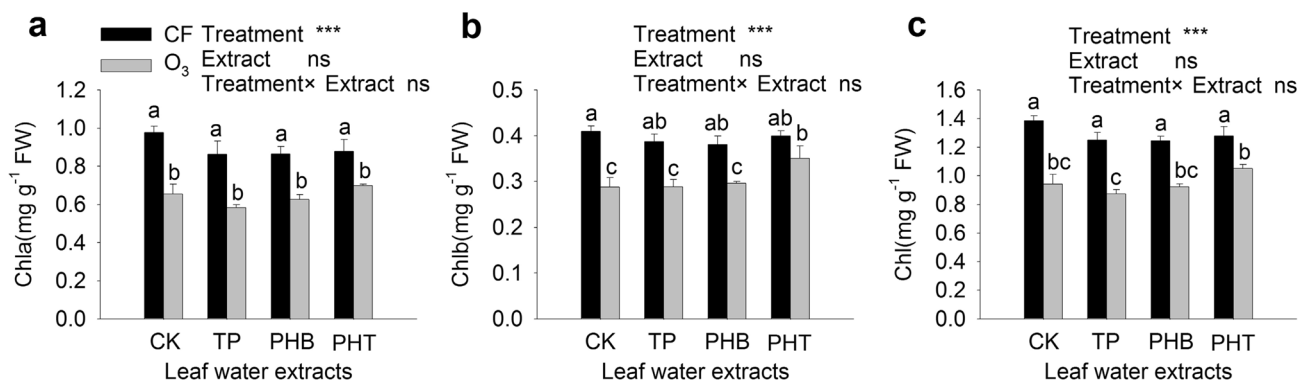 a
CF Treatment ***
O₃ Extract ns
Treatment× Extract ns
Chla(mg g⁻¹ FW)
1.2
1.0
0.8
0.6
0.4
0.2
0.0
a a a a
b b b b
CK TP PHB PHT
Leaf water extracts
b
Treatment ***
Extract ns
Treatment× Extract ns
Chlb(mg g⁻¹ FW)
0.5
0.4
0.3
0.2
0.1
0.0
a ab ab ab
c c c b
CK TP PHB PHT
Leaf water extracts
c
Treatment ***
Extract ns
Treatment× Extract ns
Chl(mg g⁻¹ FW)
1.6
1.4
1.2
1.0
0.8
0.6
0.4
0.2
0.0
a a a a
bc c bc b
CK TP PHB PHT
Leaf water extracts